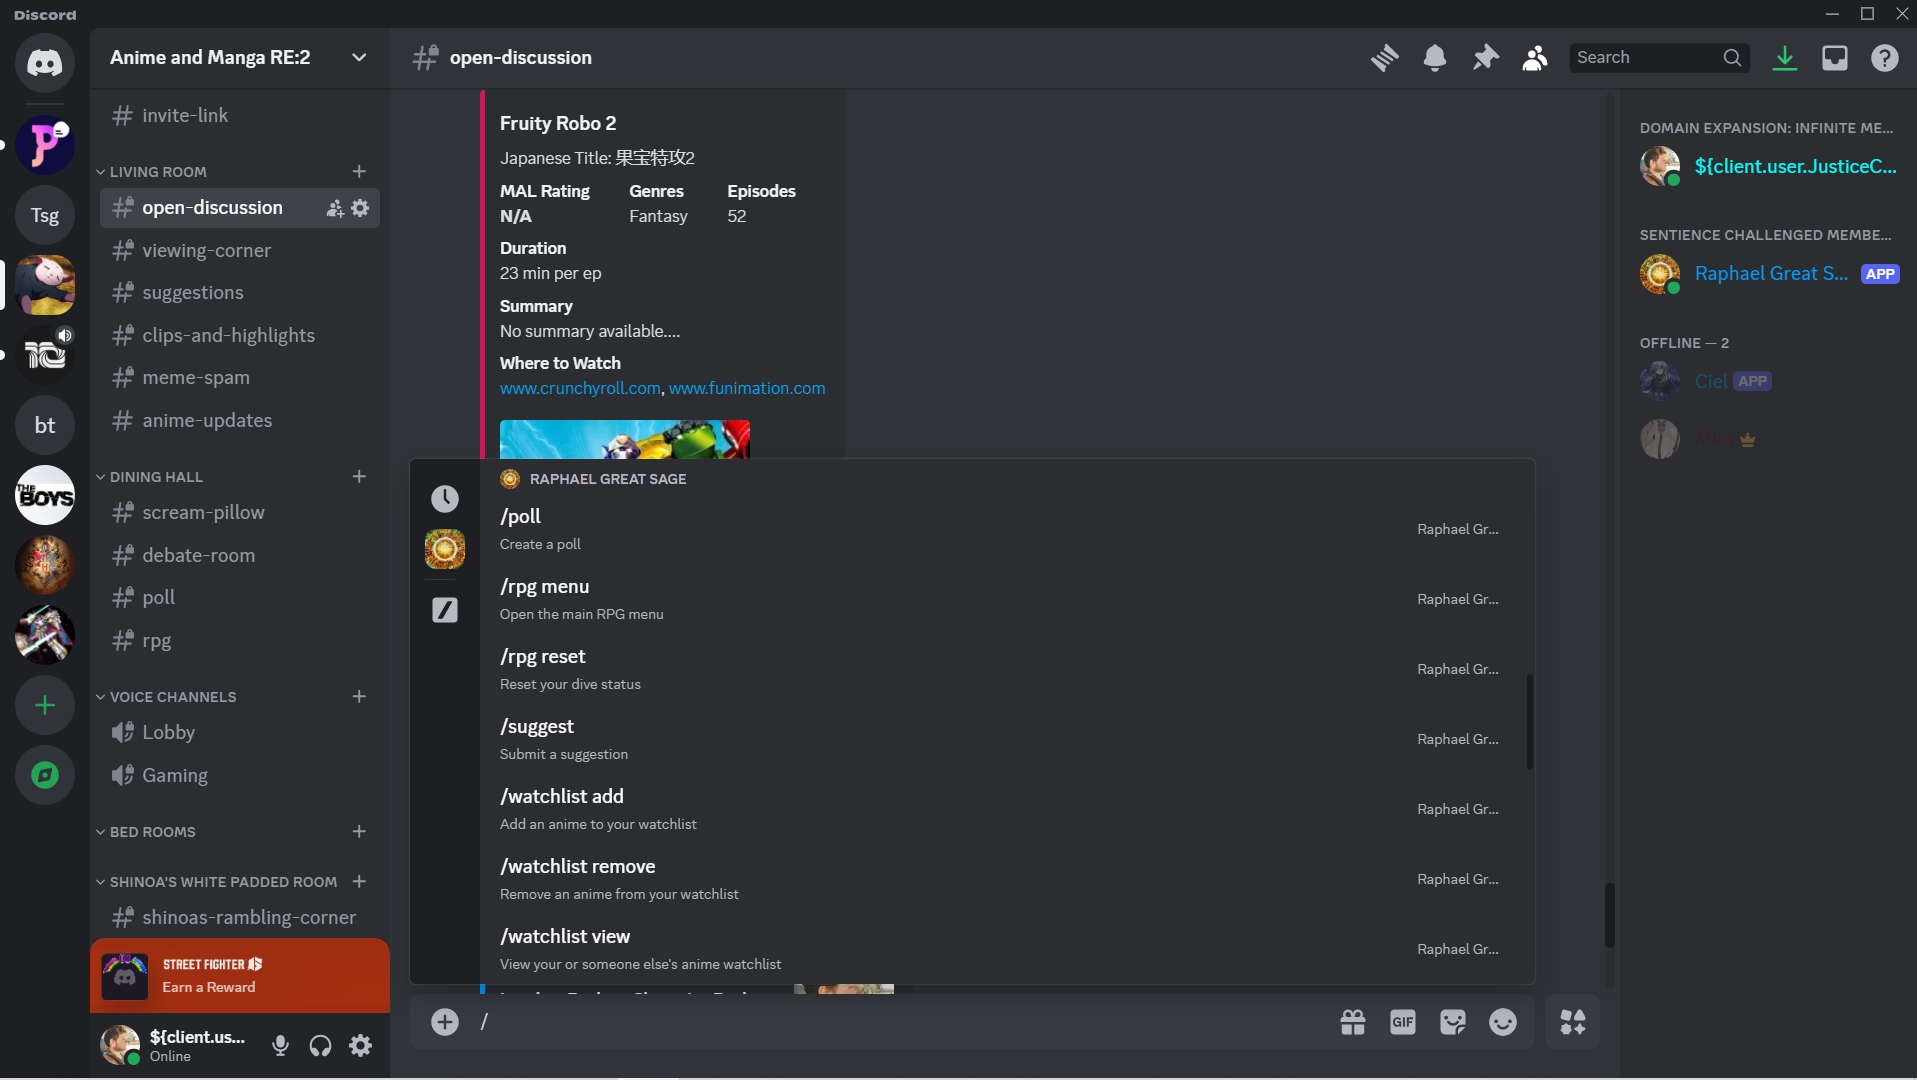 Discord
Anime and Manga RE:2
invite-link
LIVING ROOM
open-discussion
viewing-corner
suggestions
clips-and-highlights
meme-spam
anime-updates
DINING HALL
scream-pillow
debate-room
poll
rpg
VOICE CHANNELS
Lobby
Gaming
BED ROOMS
SHINOA'S WHITE PADDED ROOM
shinoas-rambling-corner
STREET FIGHTER 6
Earn a Reward
${client.us...
Online
Tsg
bt
THE BOYS
open-discussion
Search
Fruity Robo 2
Japanese Title: 果宝特攻2
MAL Rating Genres Episodes
N/A Fantasy 52
Duration
23 min per ep
Summary
No summary available....
Where to Watch
www.crunchyroll.com, www.funimation.com
RAPHAEL GREAT SAGE
/poll
Create a poll
Raphael Gr...
/rpg menu
Open the main RPG menu
Raphael Gr...
/rpg reset
Reset your dive status
Raphael Gr...
/suggest
Submit a suggestion
Raphael Gr...
/watchlist add
Add an anime to your watchlist
Raphael Gr...
/watchlist remove
Remove an anime from your watchlist
Raphael Gr...
/watchlist view
View your or someone else's anime watchlist
Raphael Gr...
/
GIF
DOMAIN EXPANSION: INFINITE ME...
${client.user.JusticeC...
SENTIENCE CHALLENGED MEMBE...
Raphael Great S... APP
OFFLINE — 2
Ciel APP
Mira